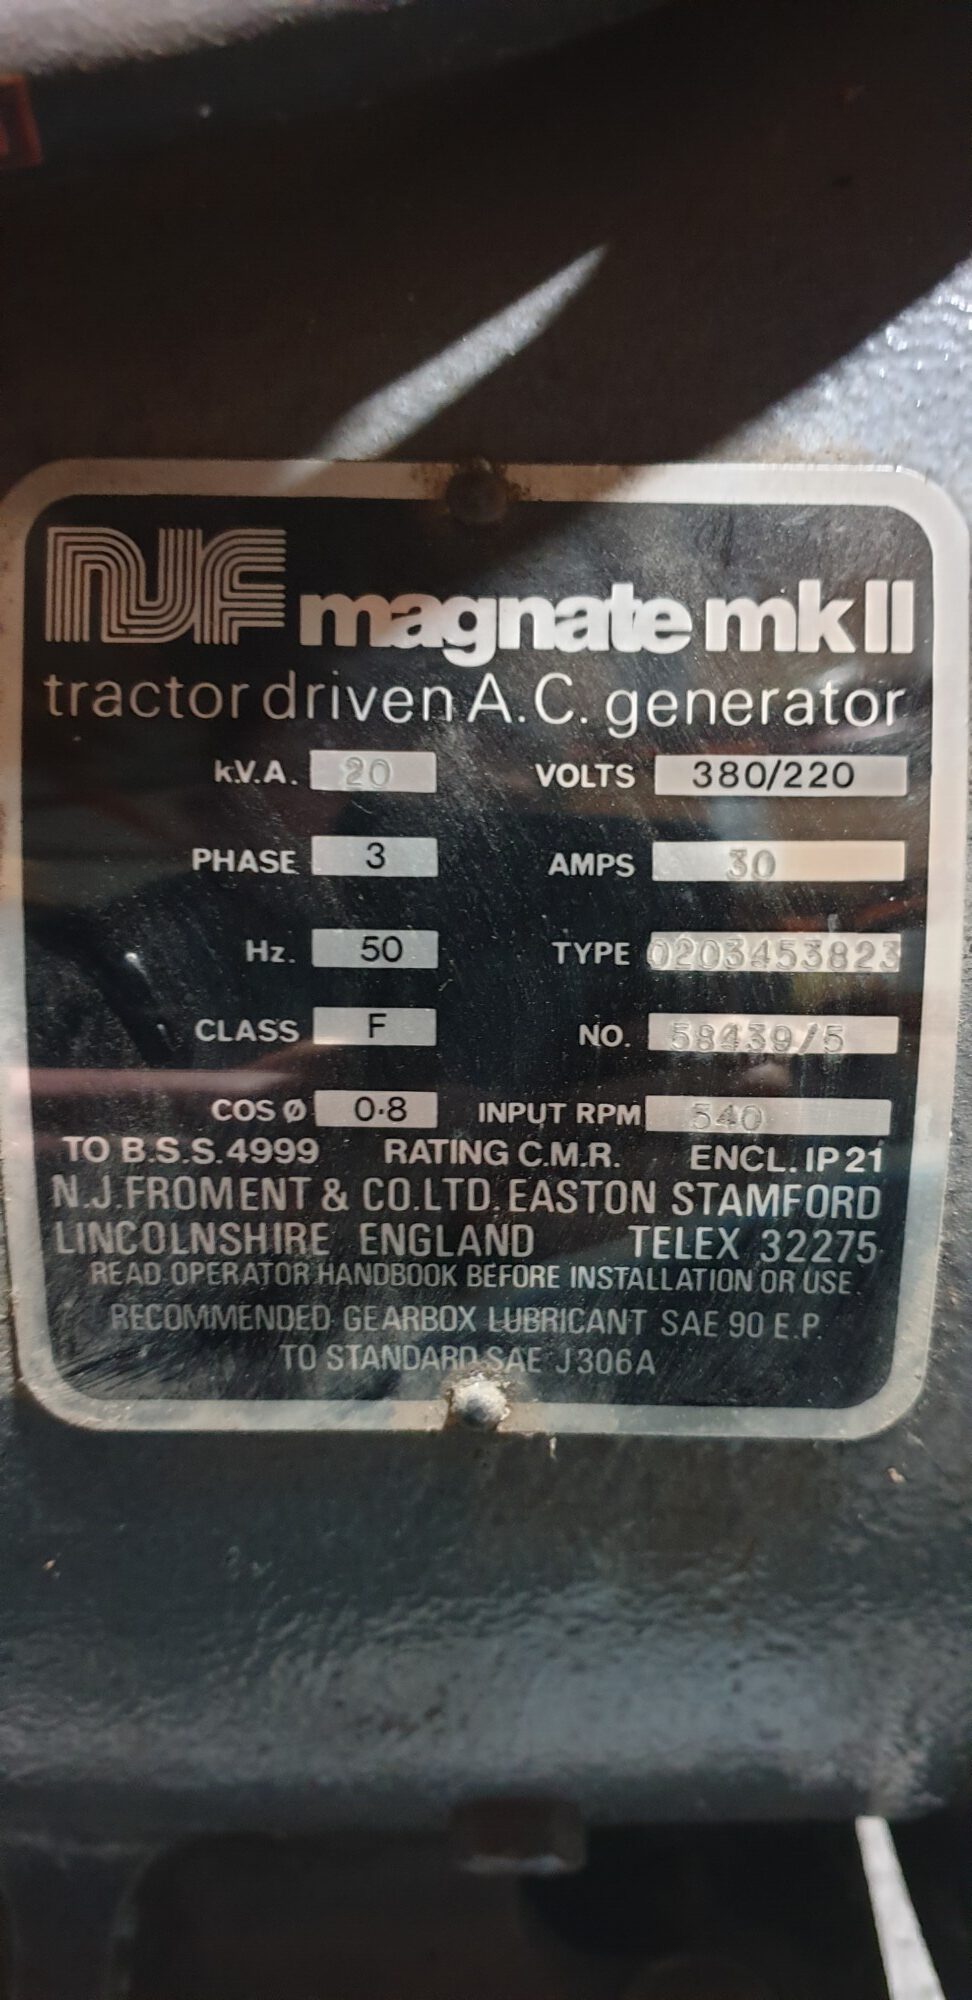 NJF magnate mk II
tractor driven A.C. generator
kV.A. 20 VOLTS 380/220
PHASE 3 AMPS 30
Hz. 50 TYPE 0203453823
CLASS F NO. 58439/5
COS Ø 0·8 INPUT RPM 540
TO B.S.S. 4999 RATING C.M.R. ENCL. IP 21
N.J. FROMENT & CO. LTD. EASTON STAMFORD
LINCOLNSHIRE ENGLAND TELEX 32275
READ OPERATOR HANDBOOK BEFORE INSTALLATION OR USE.
RECOMMENDED GEARBOX LUBRICANT SAE 90 E.P.
TO STANDARD SAE J306A